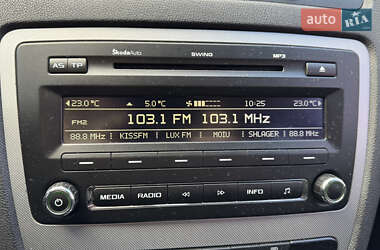 auto RIA
SkodaAuto SWING MP3
AS TP
23.0 °C 5.0°C 10:25 23.0°C
103.1 FM 103.1 MHz
FM2
88.8 MHz | KISSFM | LUX FM | MOIU | SHLAGER | 88.8 MHz
MEDIA RADIO INFO